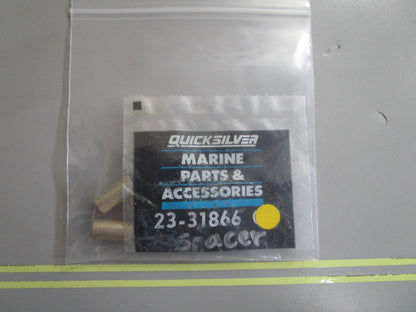 QUICKSILVER
MARINE
PARTS &
ACCESSORIES
23-31866
Spacer